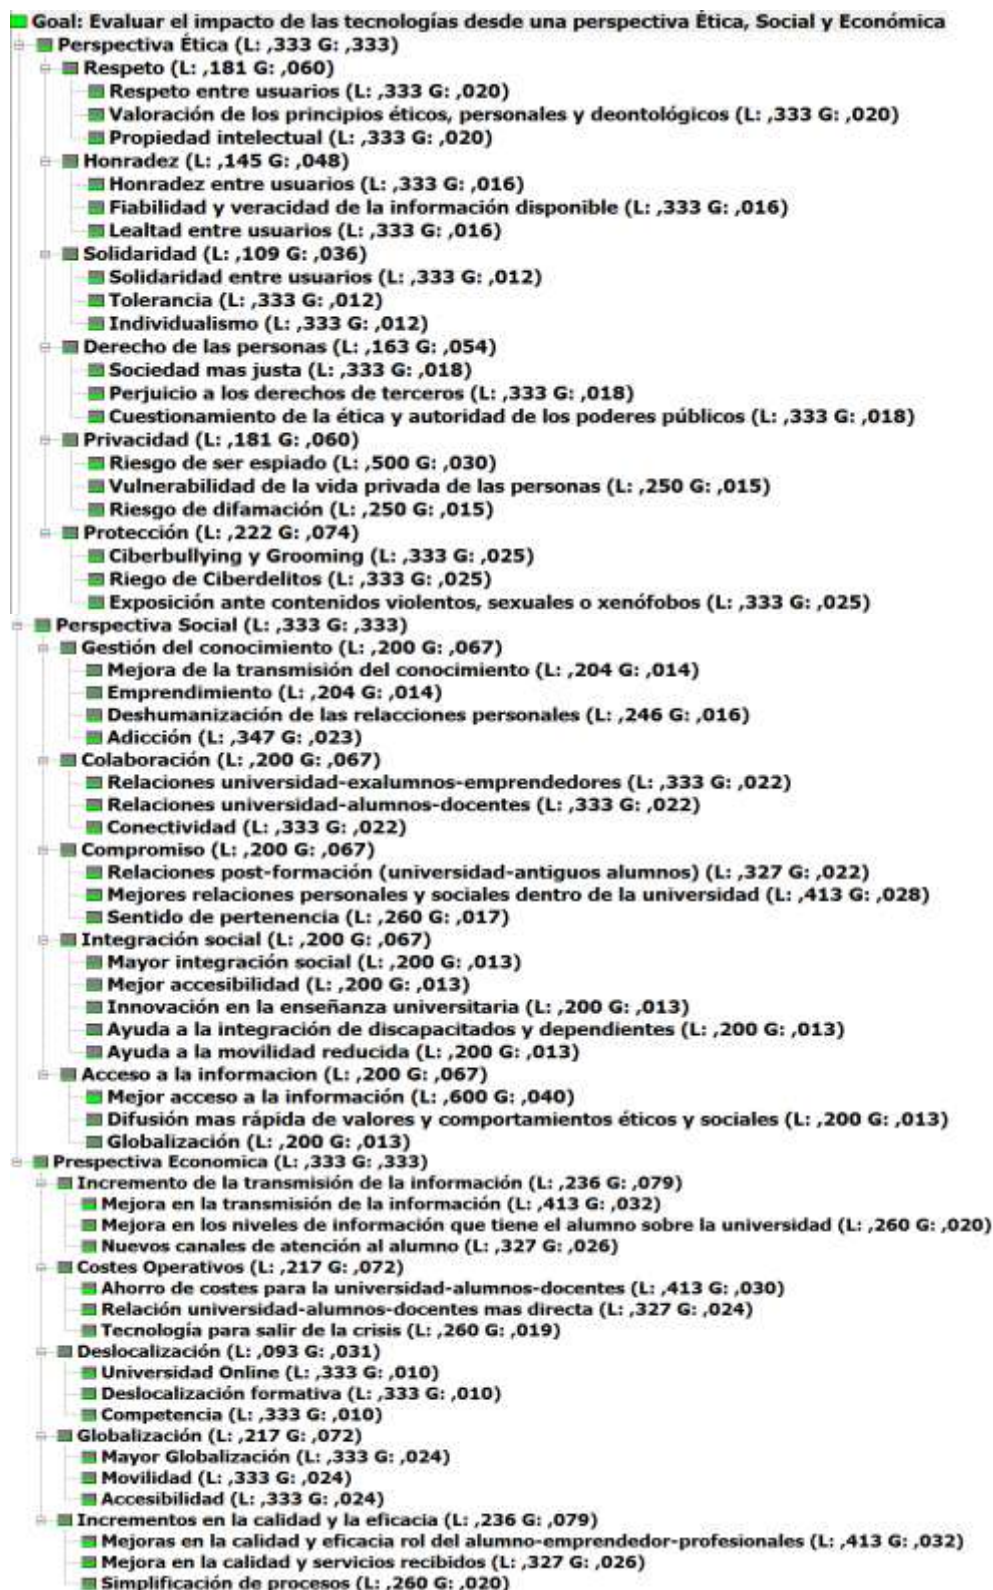 Goal: Evaluar el impacto de las tecnologías desde una perspectiva Ética, Social y Económica
Perspectiva Ética (L: ,333 G: ,333)
Respeto (L: ,181 G: ,060)
Respeto entre usuarios (L: ,333 G: ,020)
Valoración de los principios éticos, personales y deontológicos (L: ,333 G: ,020)
Propiedad intelectual (L: ,333 G: ,020)
Honradez (L: ,145 G: ,048)
Honradez entre usuarios (L: ,333 G: ,016)
Fiabilidad y veracidad de la información disponible (L: ,333 G: ,016)
Lealtad entre usuarios (L: ,333 G: ,016)
Solidaridad (L: ,109 G: ,036)
Solidaridad entre usuarios (L: ,333 G: ,012)
Tolerancia (L: ,333 G: ,012)
Individualismo (L: ,333 G: ,012)
Derecho de las personas (L: ,163 G: ,054)
Sociedad mas justa (L: ,333 G: ,018)
Perjuicio a los derechos de terceros (L: ,333 G: ,018)
Cuestionamiento de la ética y autoridad de los poderes públicos (L: ,333 G: ,018)
Privacidad (L: ,181 G: ,060)
Riesgo de ser espiado (L: ,500 G: ,030)
Vulnerabilidad de la vida privada de las personas (L: ,250 G: ,015)
Riesgo de difamación (L: ,250 G: ,015)
Protección (L: ,222 G: ,074)
Ciberbullying y Grooming (L: ,333 G: ,025)
Riego de Ciberdelitos (L: ,333 G: ,025)
Exposición ante contenidos violentos, sexuales o xenófobos (L: ,333 G: ,025)
Perspectiva Social (L: ,333 G: ,333)
Gestión del conocimiento (L: ,200 G: ,067)
Mejora de la transmisión del conocimiento (L: ,204 G: ,014)
Emprendimiento (L: ,204 G: ,014)
Deshumanización de las relacciones personales (L: ,246 G: ,016)
Adicción (L: ,347 G: ,023)
Colaboración (L: ,200 G: ,067)
Relaciones universidad-exalumnos-emprendedores (L: ,333 G: ,022)
Relaciones universidad-alumnos-docentes (L: ,333 G: ,022)
Conectividad (L: ,333 G: ,022)
Compromiso (L: ,200 G: ,067)
Relaciones post-formación (universidad-antiguos alumnos) (L: ,327 G: ,022)
Mejores relaciones personales y sociales dentro de la universidad (L: ,413 G: ,028)
Sentido de pertenencia (L: ,260 G: ,017)
Integración social (L: ,200 G: ,067)
Mayor integración social (L: ,200 G: ,013)
Mejor accesibilidad (L: ,200 G: ,013)
Innovación en la enseñanza universitaria (L: ,200 G: ,013)
Ayuda a la integración de discapacitados y dependientes (L: ,200 G: ,013)
Ayuda a la movilidad reducida (L: ,200 G: ,013)
Acceso a la informacion (L: ,200 G: ,067)
Mejor acceso a la información (L: ,600 G: ,040)
Difusión mas rápida de valores y comportamientos éticos y sociales (L: ,200 G: ,013)
Globalización (L: ,200 G: ,013)
Prespectiva Economica (L: ,333 G: ,333)
Incremento de la transmisión de la información (L: ,236 G: ,079)
Mejora en la transmisión de la información (L: ,413 G: ,032)
Mejora en los niveles de información que tiene el alumno sobre la universidad (L: ,260 G: ,020)
Nuevos canales de atención al alumno (L: ,327 G: ,026)
Costes Operativos (L: ,217 G: ,072)
Ahorro de costes para la universidad-alumnos-docentes (L: ,413 G: ,030)
Relación universidad-alumnos-docentes mas directa (L: ,327 G: ,024)
Tecnología para salir de la crisis (L: ,260 G: ,019)
Deslocalización (L: ,093 G: ,031)
Universidad Online (L: ,333 G: ,010)
Deslocalización formativa (L: ,333 G: ,010)
Competencia (L: ,333 G: ,010)
Globalización (L: ,217 G: ,072)
Mayor Globalización (L: ,333 G: ,024)
Movilidad (L: ,333 G: ,024)
Accesibilidad (L: ,333 G: ,024)
Incrementos en la calidad y la eficacia (L: ,236 G: ,079)
Mejoras en la calidad y eficacia rol del alumno-emprendedor-profesionales (L: ,413 G: ,032)
Mejora en la calidad y servicios recibidos (L: ,327 G: ,026)
Simplificación de procesos (L: ,260 G: ,020)